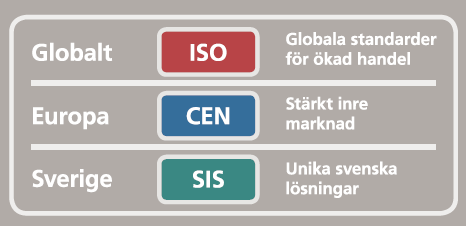 Globalt ISO Globala standarder
för ökad handel
Europa CEN Stärkt inre
marknad
Sverige SIS Unika svenska
lösningar